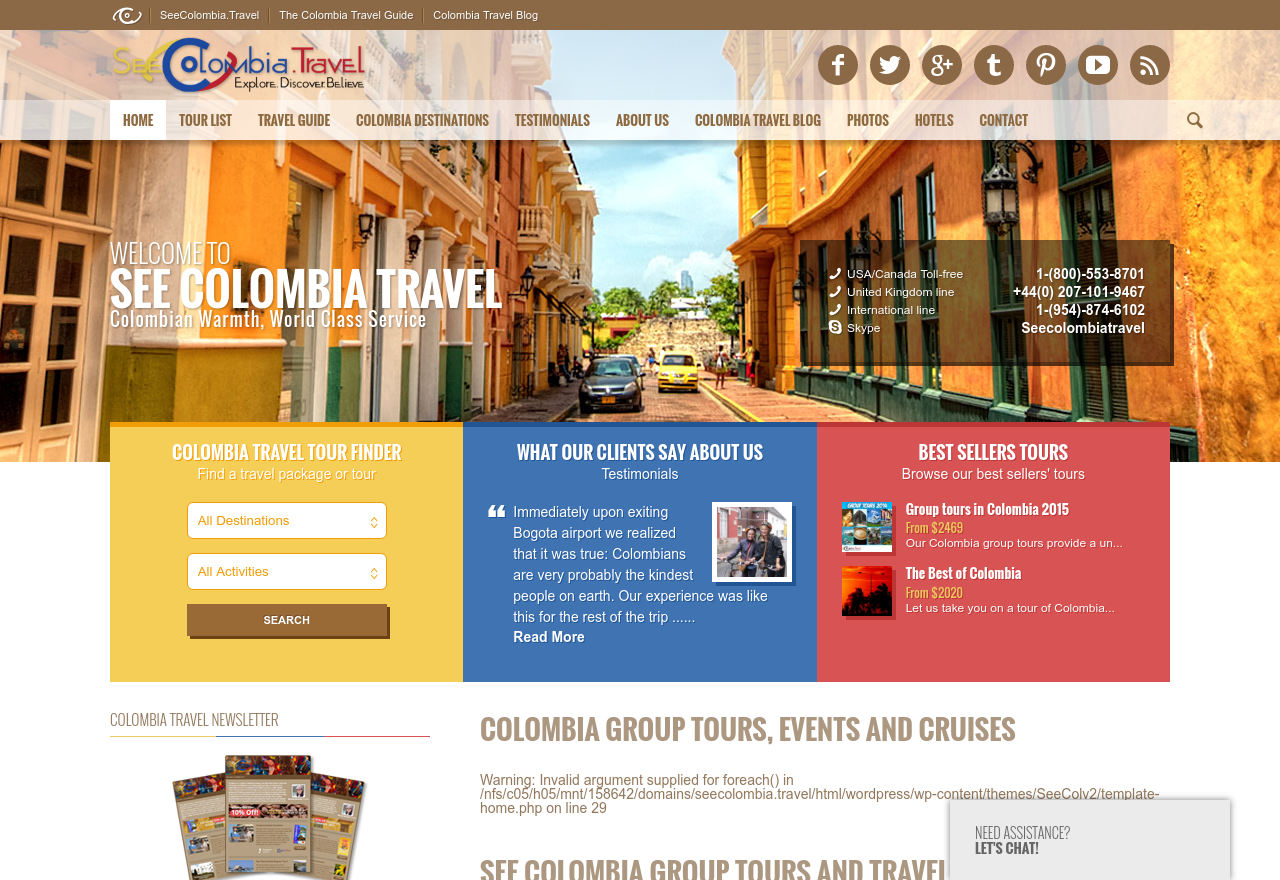 SeeColombia.Travel
The Colombia Travel Guide
Colombia Travel Blog
SeeColombia.Travel
Explore. Discover. Believe
HOME
TOUR LIST
TRAVEL GUIDE
COLOMBIA DESTINATIONS
TESTIMONIALS
ABOUT US
COLOMBIA TRAVEL BLOG
PHOTOS
HOTELS
CONTACT
WELCOME TO
SEE COLOMBIA TRAVEL
Colombian Warmth, World Class Service
USA/Canada Toll-free 1-(800)-553-8701
United Kingdom line +44(0) 207-101-9467
International line 1-(954)-874-6102
Skype Seecolombiatravel
COLOMBIA TRAVEL TOUR FINDER
Find a travel package or tour
All Destinations
All Activities
SEARCH
WHAT OUR CLIENTS SAY ABOUT US
Testimonials
Immediately upon exiting
Bogota airport we realized
that it was true: Colombians
are very probably the kindest
people on earth. Our experience was like
this for the rest of the trip ......
Read More
BEST SELLERS TOURS
Browse our best sellers' tours
GROUP TOURS 2014
Group tours in Colombia 2015
From $2469
Our Colombia group tours provide a un...
The Best of Colombia
From $2020
Let us take you on a tour of Colombia...
COLOMBIA TRAVEL NEWSLETTER
10% Off!
COLOMBIA GROUP TOURS, EVENTS AND CRUISES
Warning: Invalid argument supplied for foreach() in
/nfs/c05/h05/mnt/158642/domains/seecolombia.travel/html/wordpress/wp-content/themes/SeeColv2/template-
home.php on line 29
SEE COLOMBIA GROUP TOURS AND TRAVEL
NEED ASSISTANCE?
LET'S CHAT!